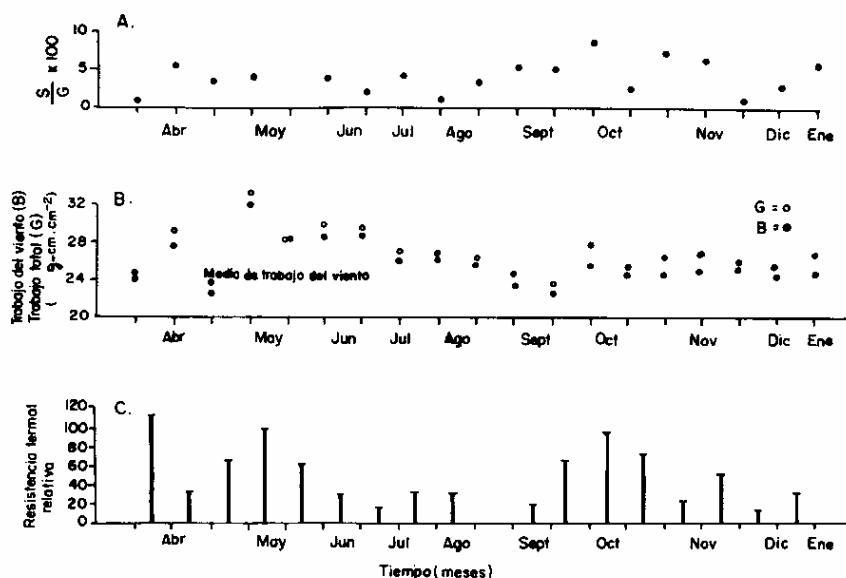 A.
S/G x 100
10
5
0
Abr May Jun Jul Ago Sept Oct Nov Dic Ene
B.
Trabajo del viento (B)
Trabajo total (G)
( g-cm.cm-2)
32
28
24
20
G = o
B = •
Media de trabajo del viento
Abr May Jun Jul Ago Sept Oct Nov Dic Ene
C.
Resistencia termal
relativa
120
100
80
60
40
20
0
Abr May Jun Jul Ago Sept Oct Nov Dic Ene
Tiempo (meses)